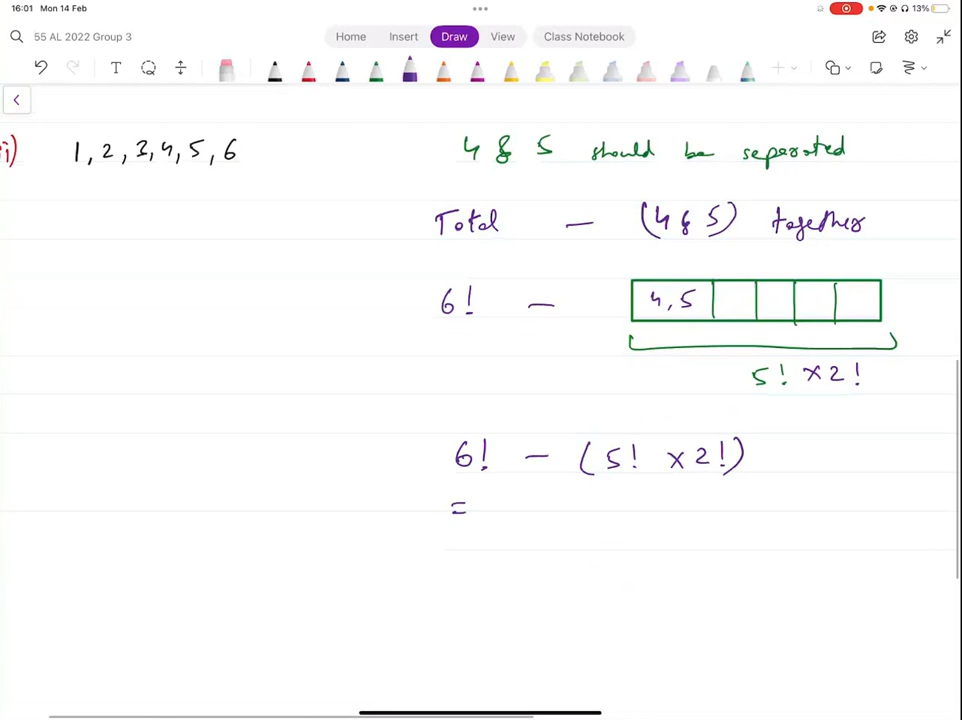 16:01 Mon 14 Feb 13%
55 AL 2022 Group 3 Home Insert Draw View Class Notebook
i) 1, 2, 3, 4, 5, 6 4 & 5 should be seperated
Total — (4 & 5) together
6! — 4, 5
5! × 2!
6! — (5! × 2!)
=